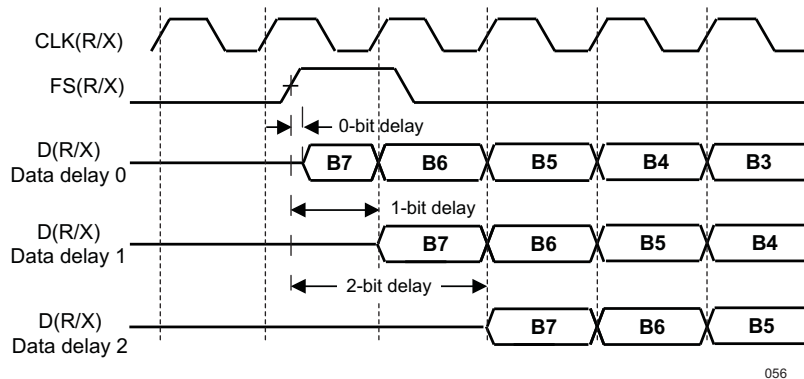 CLK(R/X)
FS(R/X)
0-bit delay
D(R/X)
Data delay 0
B7 B6 B5 B4 B3
1-bit delay
D(R/X)
Data delay 1
B7 B6 B5 B4
2-bit delay
D(R/X)
Data delay 2
B7 B6 B5
056